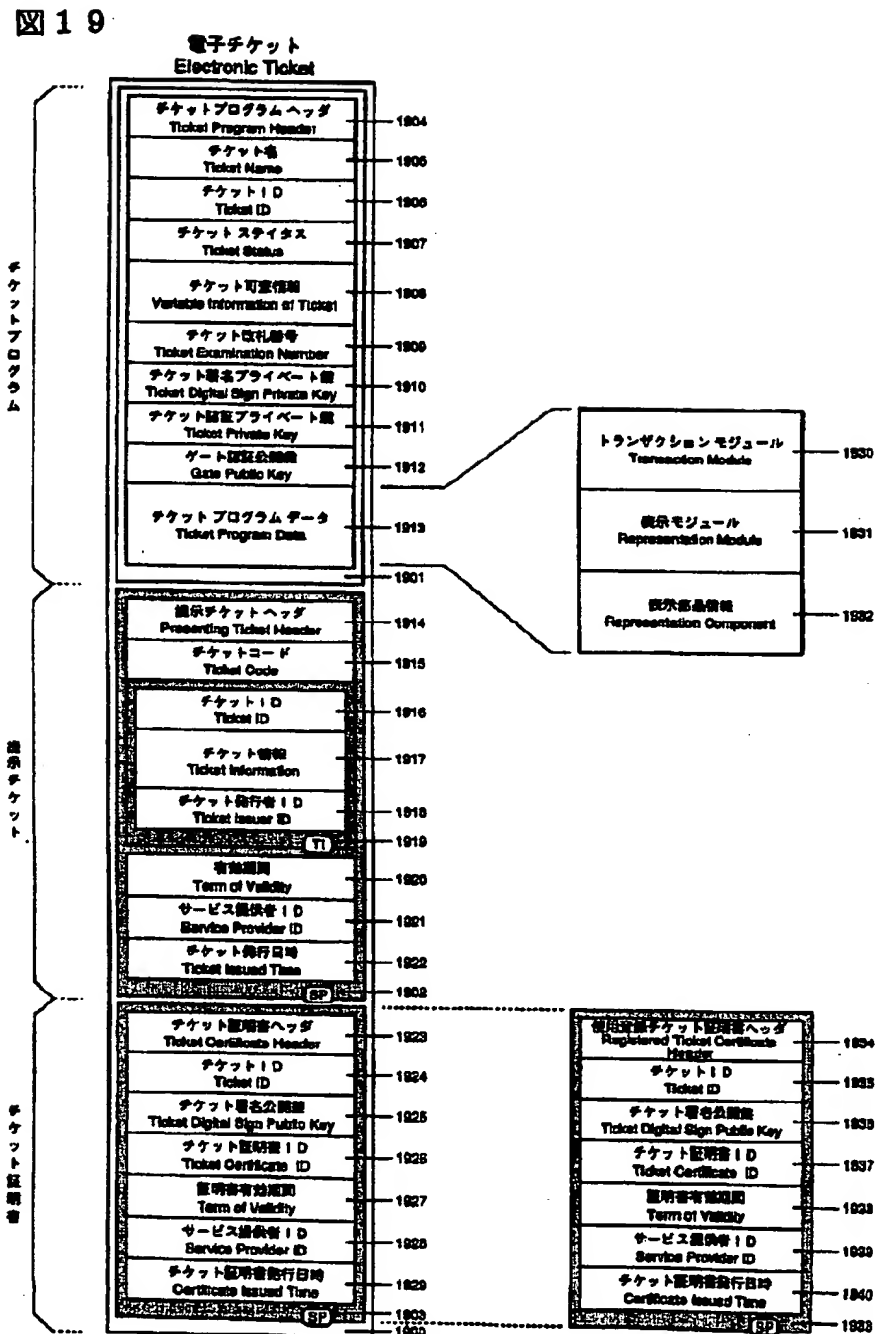 図19
電子チケット
Electronic Ticket
チケットプログラム
チケットプログラム ヘッダ
Ticket Program Header
1904
チケット名
Ticket Name
1905
チケットID
Ticket ID
1906
チケット ステイタス
Ticket Status
1907
チケット可変情報
Variable Information of Ticket
1908
チケット改札番号
Ticket Examination Number
1909
チケット署名プライベート鍵
Ticket Digital Sign Private Key
1910
チケット認証プライベート鍵
Ticket Private Key
1911
ゲート認証公開鍵
Gate Public Key
1912
チケット プログラム データ
Ticket Program Data
1913
1901
トランザクション モジュール
Transaction Module
1930
表示モジュール
Representation Module
1931
表示部品情報
Representation Component
1932
提示チケット
提示チケット ヘッダ
Presenting Ticket Header
1914
チケットコード
Ticket Code
1915
チケットID
Ticket ID
1916
チケット情報
Ticket Information
1917
チケット発行者ID
Ticket Issuer ID
1918
TI
1919
有効期間
Term of Validity
1920
サービス提供者ID
Service Provider ID
1921
チケット発行日時
Ticket Issued Time
1922
SP
1902
チケット証明書
チケット証明書ヘッダ
Ticket Certificate Header
1923
チケットID
Ticket ID
1924
チケット署名公開鍵
Ticket Digital Sign Public Key
1925
チケット証明書ID
Ticket Certificate ID
1926
証明書有効期間
Term of Validity
1927
サービス提供者ID
Service Provider ID
1928
チケット証明書発行日時
Certificate Issued Time
1929
SP
1903
1900
使用登録チケット証明書ヘッダ
Registered Ticket Certificate
Header
1934
チケットID
Ticket ID
1935
チケット署名公開鍵
Ticket Digital Sign Public Key
1936
チケット証明書ID
Ticket Certificate ID
1937
証明書有効期間
Term of Validity
1938
サービス提供者ID
Service Provider ID
1939
チケット証明書発行日時
Certificate Issued Time
1940
SP
1933